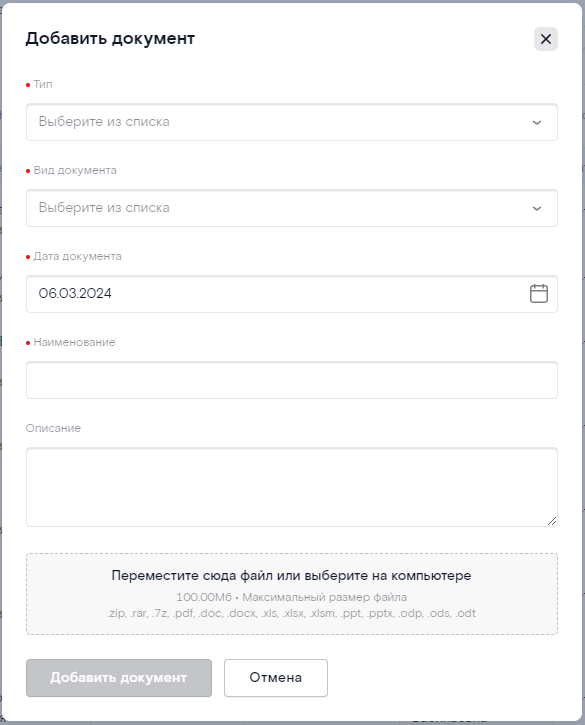 Добавить документ
Тип
Выберите из списка
Вид документа
Выберите из списка
Дата документа
06.03.2024
Наименование
Описание
Переместите сюда файл или выберите на компьютере
100.00Мб • Максимальный размер файла
.zip, .rar, .7z, .pdf, .doc, .docx, .xls, .xlsx, .xlsm, .ppt, .pptx, .odp, .ods, .odt
Добавить документ Отмена